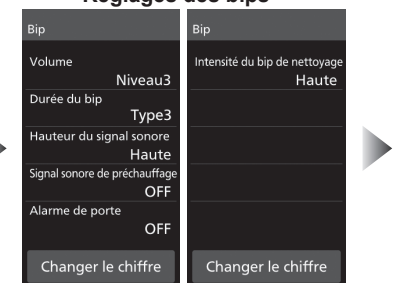 Réglages des bips
Bip
Volume
Niveau3
Durée du bip
Type3
Hauteur du signal sonore
Haute
Signal sonore de préchauffage
OFF
Alarme de porte
OFF
Changer le chiffre
Bip
Intensité du bip de nettoyage
Haute
Changer le chiffre